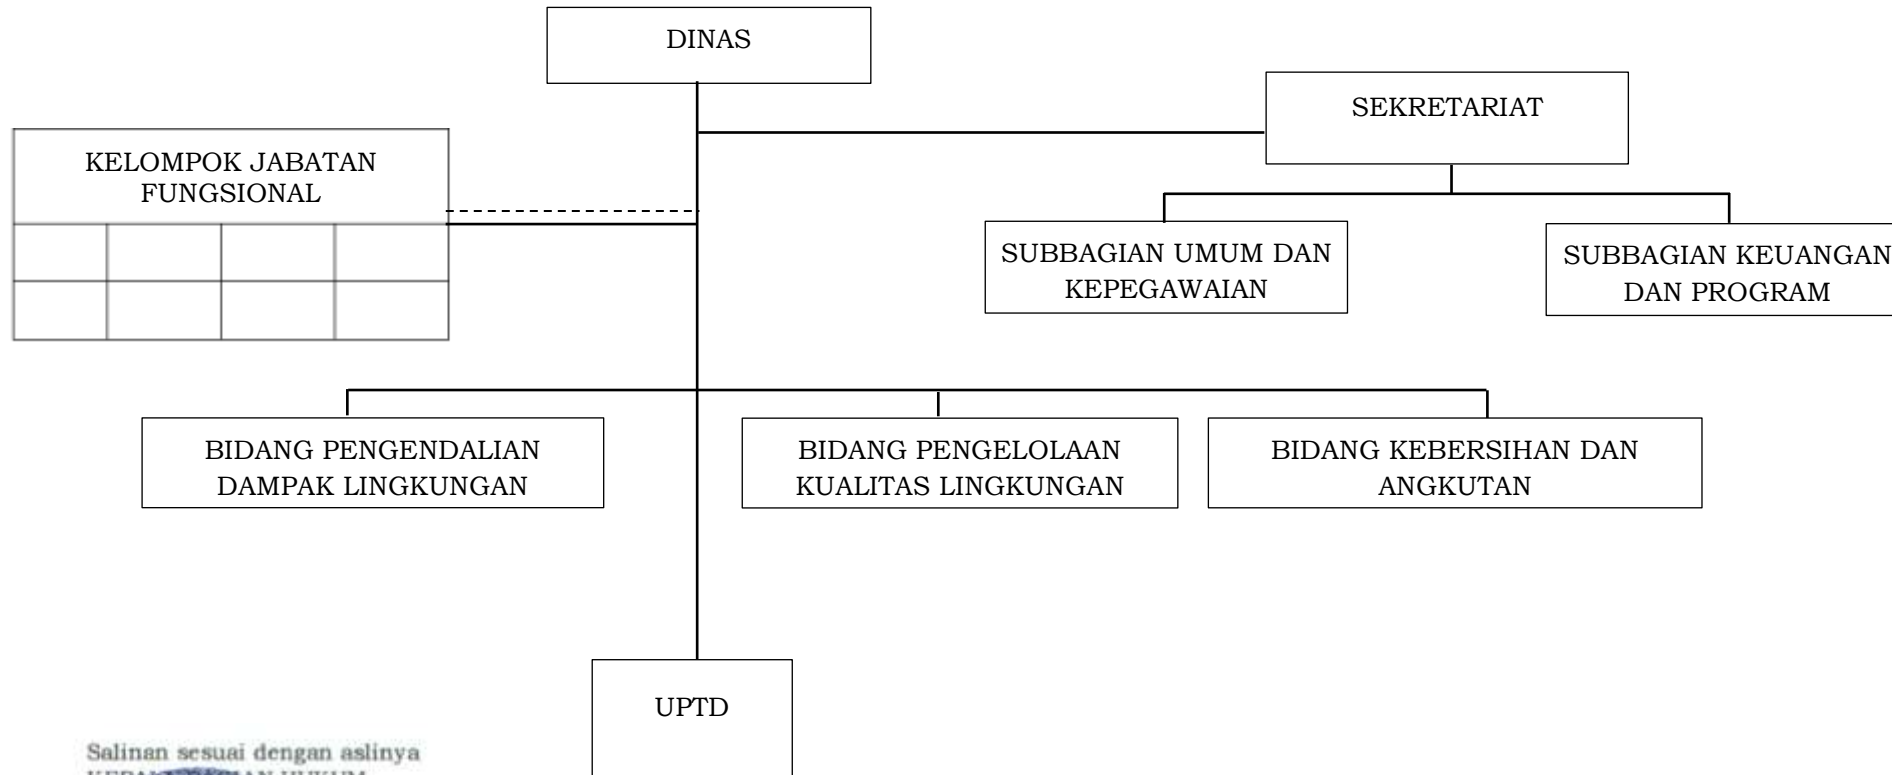 DINAS
SEKRETARIAT
KELOMPOK JABATAN
FUNGSIONAL
SUBBAGIAN UMUM DAN
KEPEGAWAIAN
SUBBAGIAN KEUANGAN
DAN PROGRAM
BIDANG PENGENDALIAN
DAMPAK LINGKUNGAN
BIDANG PENGELOLAAN
KUALITAS LINGKUNGAN
BIDANG KEBERSIHAN DAN
ANGKUTAN
UPTD
Salinan sesuai dengan aslinya